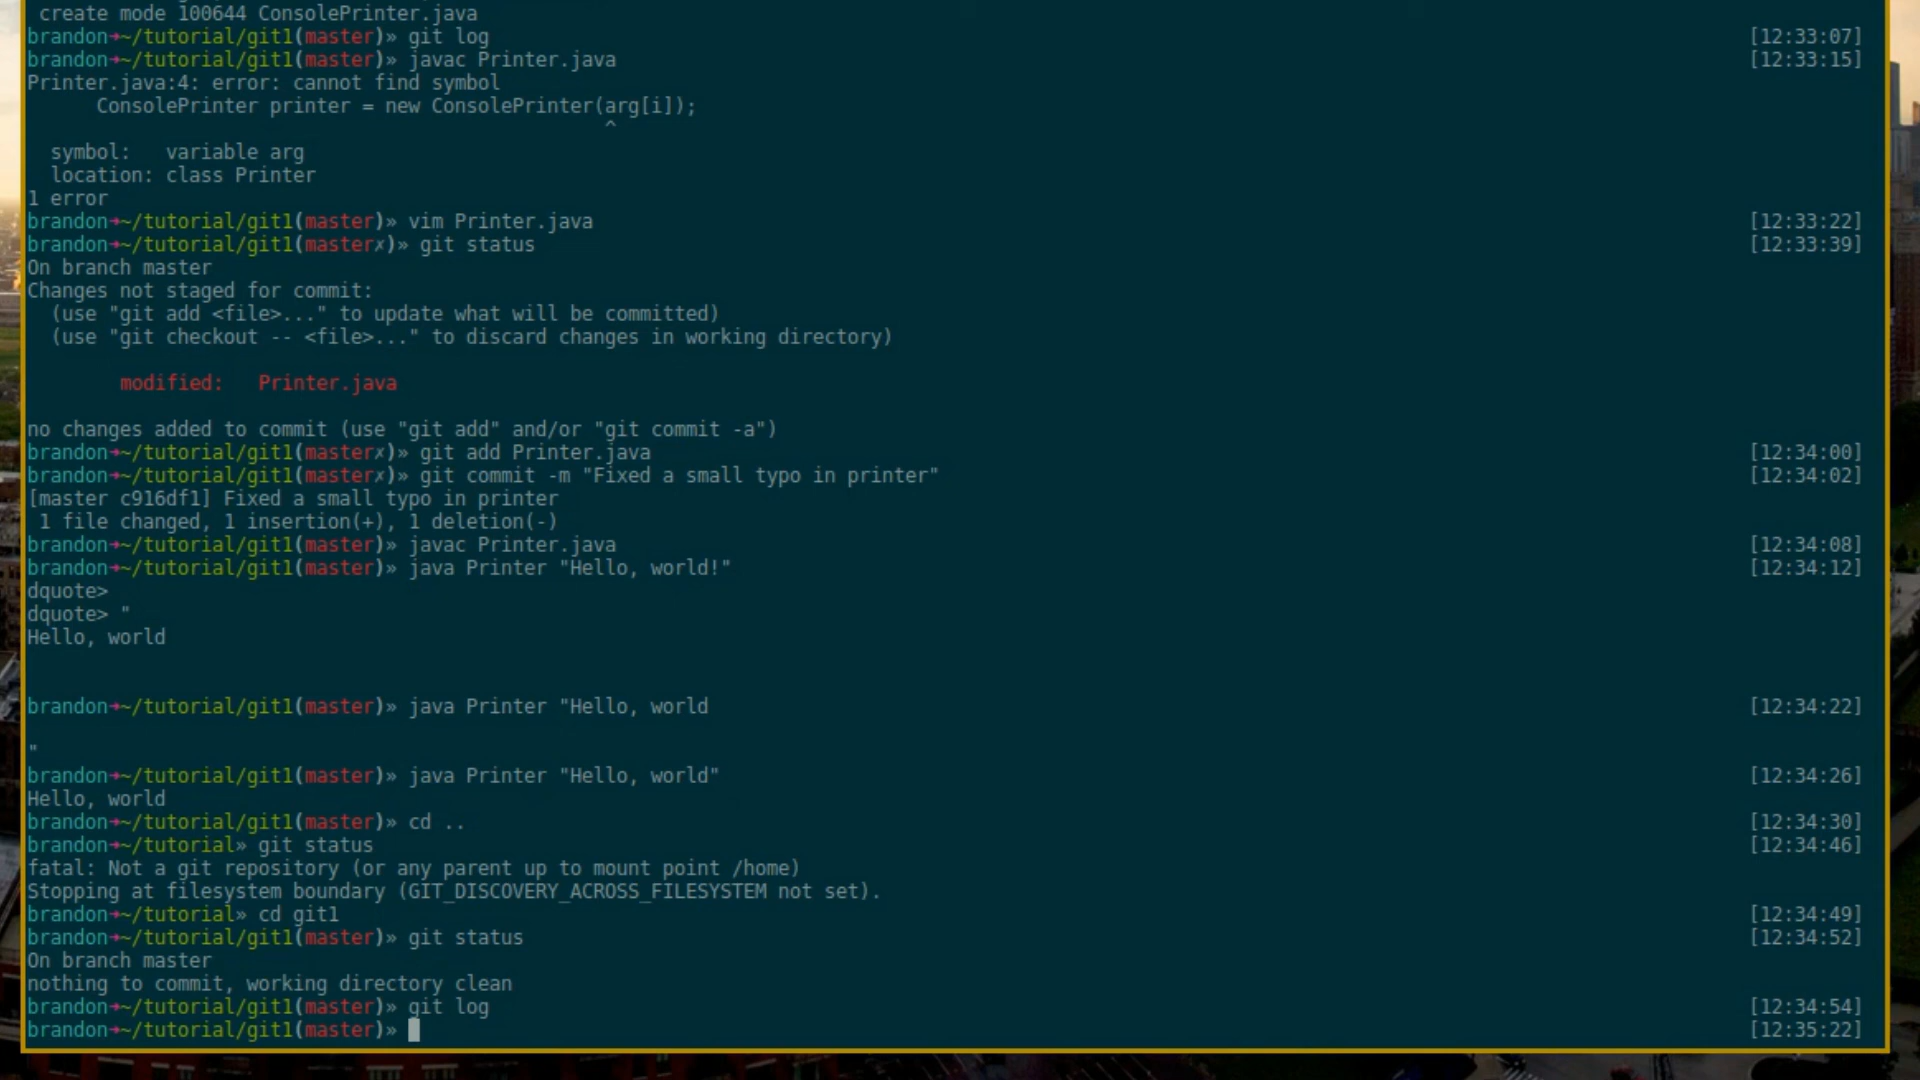 create mode 100644 ConsolePrinter.java
brandon→~/tutorial/git1(master)» git log [12:33:07]
brandon→~/tutorial/git1(master)» javac Printer.java [12:33:15]
Printer.java:4: error: cannot find symbol
ConsolePrinter printer = new ConsolePrinter(arg[i]);
^
symbol:   variable arg
location: class Printer
1 error
brandon→~/tutorial/git1(master)» vim Printer.java [12:33:22]
brandon→~/tutorial/git1(master✗)» git status [12:33:39]
On branch master
Changes not staged for commit:
(use "git add <file>..." to update what will be committed)
(use "git checkout -- <file>..." to discard changes in working directory)
modified:   Printer.java
no changes added to commit (use "git add" and/or "git commit -a")
brandon→~/tutorial/git1(master✗)» git add Printer.java [12:34:00]
brandon→~/tutorial/git1(master✗)» git commit -m "Fixed a small typo in printer" [12:34:02]
[master c916df1] Fixed a small typo in printer
1 file changed, 1 insertion(+), 1 deletion(-)
brandon→~/tutorial/git1(master)» javac Printer.java [12:34:08]
brandon→~/tutorial/git1(master)» java Printer "Hello, world!" [12:34:12]
dquote>
dquote> "
Hello, world
brandon→~/tutorial/git1(master)» java Printer "Hello, world [12:34:22]
"
brandon→~/tutorial/git1(master)» java Printer "Hello, world" [12:34:26]
Hello, world
brandon→~/tutorial/git1(master)» cd .. [12:34:30]
brandon→~/tutorial» git status [12:34:46]
fatal: Not a git repository (or any parent up to mount point /home)
Stopping at filesystem boundary (GIT_DISCOVERY_ACROSS_FILESYSTEM not set).
brandon→~/tutorial» cd git1 [12:34:49]
brandon→~/tutorial/git1(master)» git status [12:34:52]
On branch master
nothing to commit, working directory clean
brandon→~/tutorial/git1(master)» git log [12:34:54]
brandon→~/tutorial/git1(master)» [12:35:22]